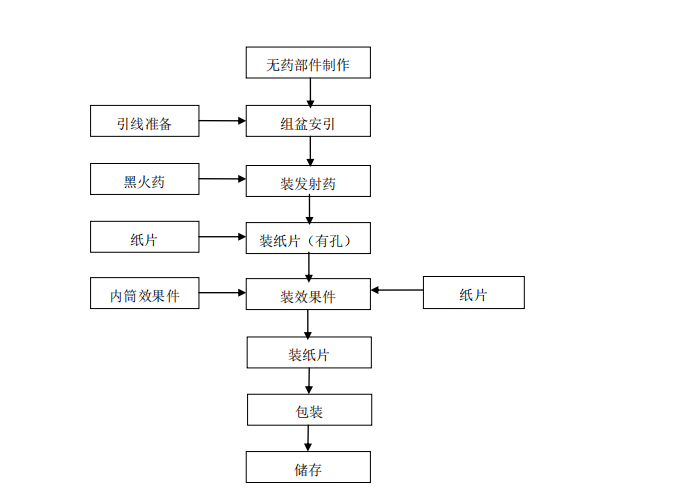 无药部件制作
引线准备
组盆安引
黑火药
装发射药
纸片
装纸片（有孔）
内筒效果件
装效果件
纸片
装纸片
包装
储存